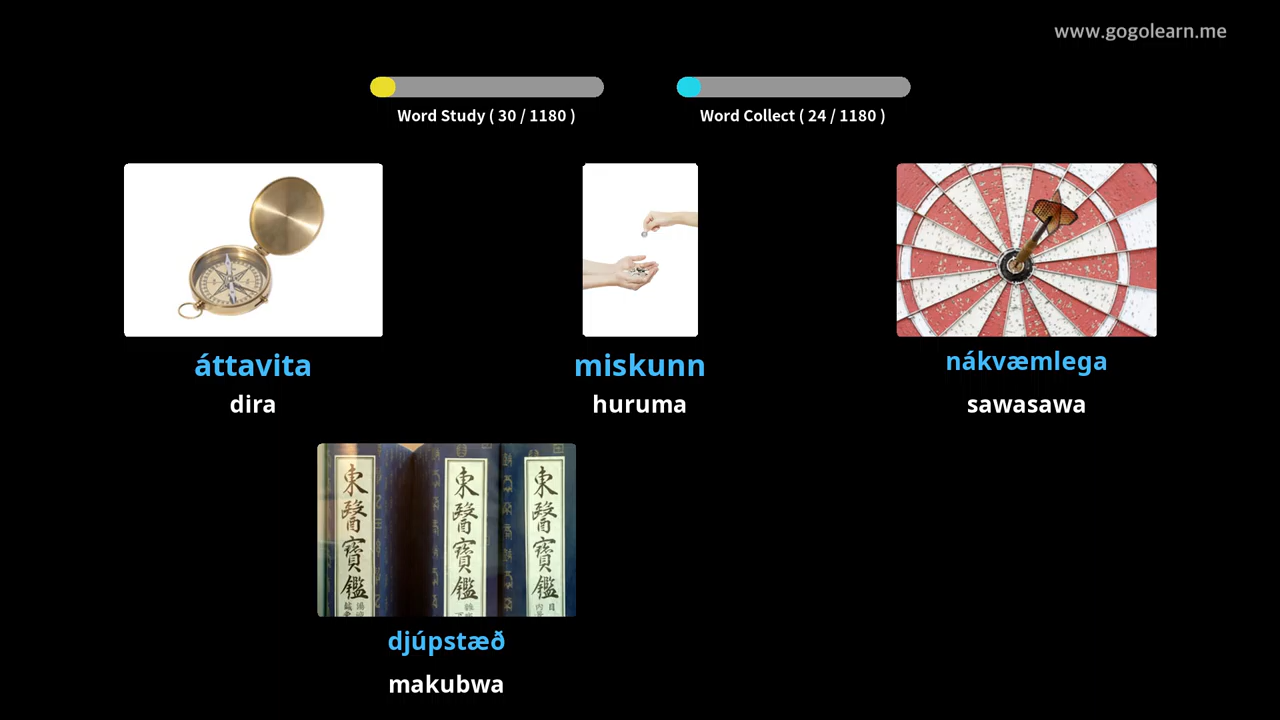 www.gogolearn.me
Word Study ( 30 / 1180 )
Word Collect ( 24 / 1180 )
áttavita
miskunn
nákvæmlega
dira
huruma
sawasawa
東醫寶鑑
東醫寶鑑
東醫寶鑑
djúpstæð
makubwa